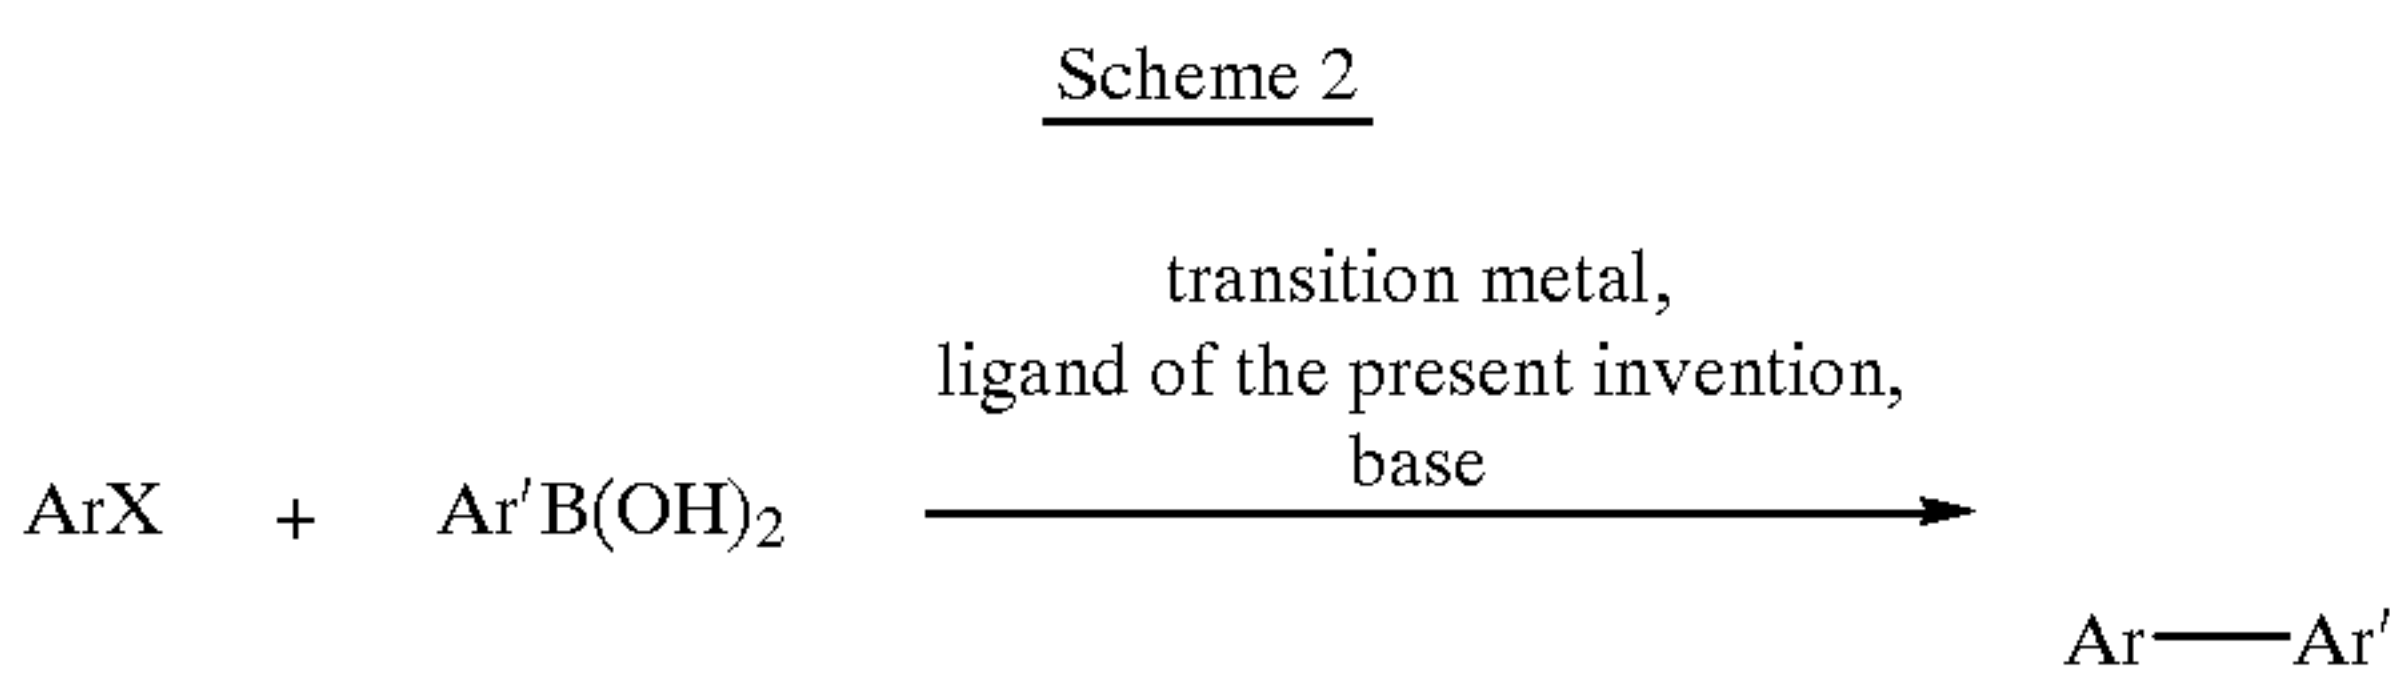 Scheme 2
transition metal,
ligand of the present invention,
base
ArX + Ar′B(OH)₂
Ar—Ar′